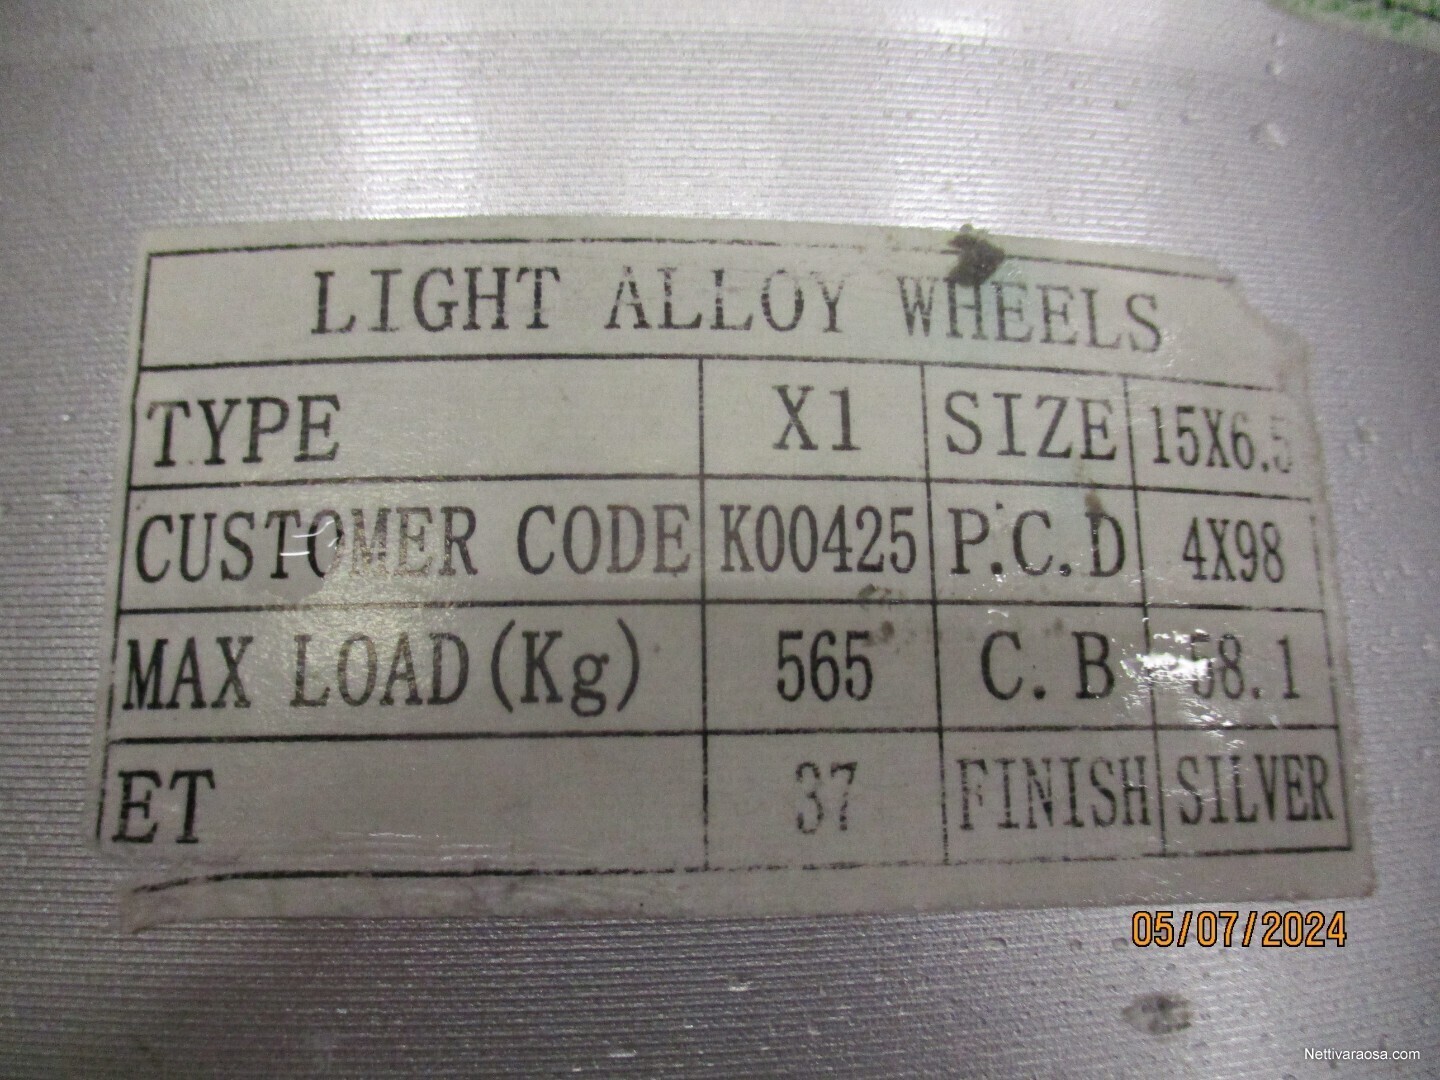 LIGHT ALLOY WHEELS
TYPE X1 SIZE 15X6.5
CUSTOMER CODE K00425 P.C.D 4X98
MAX LOAD(Kg) 565 C.B 58.1
ET 37 FINISH SILVER
05/07/2024
Nettivaraosa.com